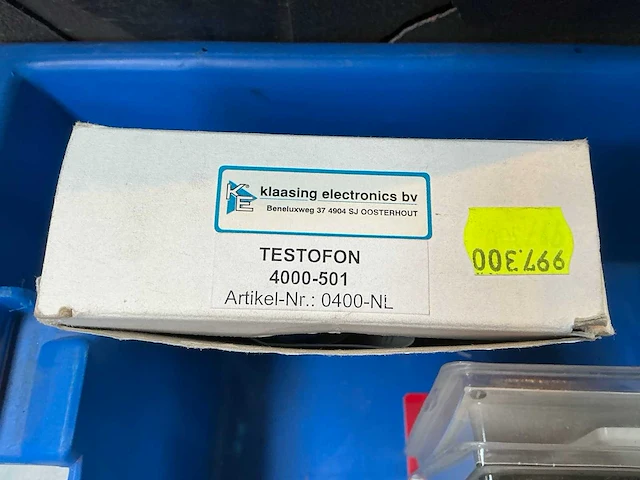 KE
klaasing electronics bv
Beneluxweg 37 4904 SJ OOSTERHOUT
TESTOFON
4000-501
Artikel-Nr.: 0400-NL
997.300